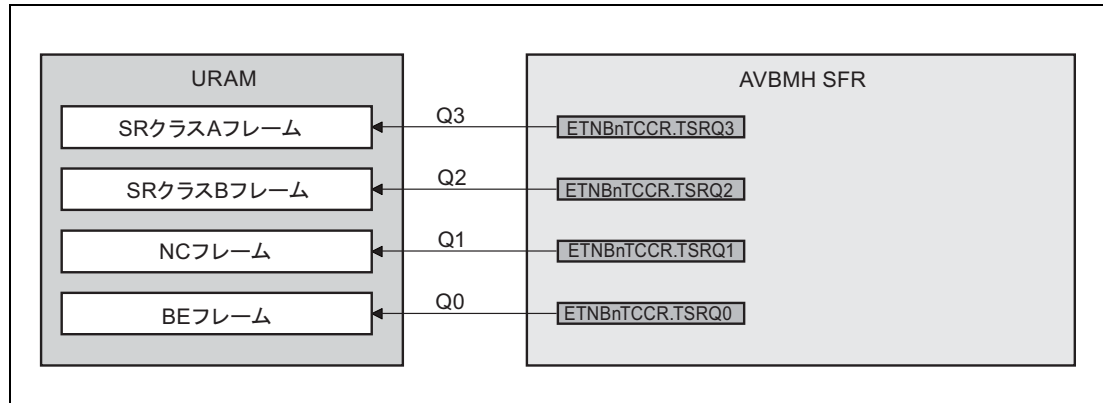 URAM
AVBMH SFR
SRクラスAフレーム
Q3
ETNBnTCCR.TSRQ3
SRクラスBフレーム
Q2
ETNBnTCCR.TSRQ2
NCフレーム
Q1
ETNBnTCCR.TSRQ1
BEフレーム
Q0
ETNBnTCCR.TSRQ0